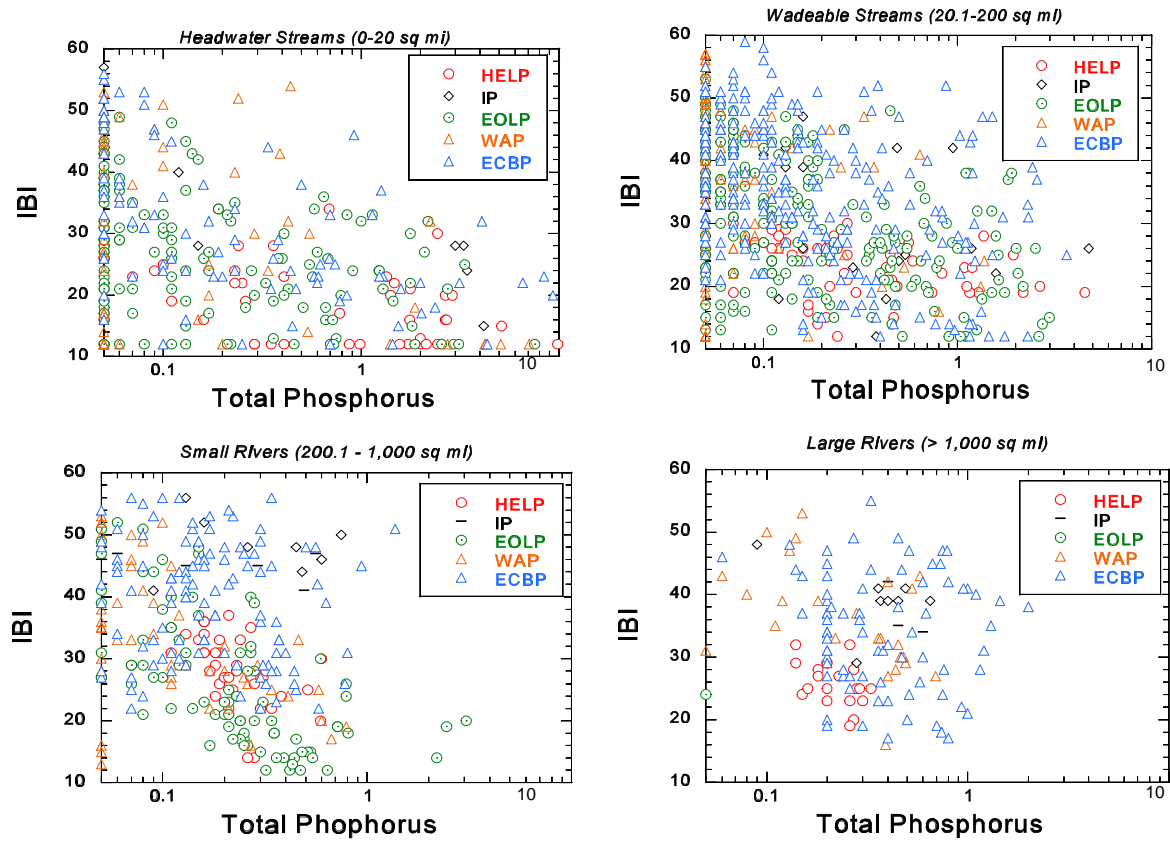 Headwater Streams (0-20 sq mi)
60
50
40
30
20
10
IBI
0.1
1
10
Total Phosphorus
HELP
IP
EOLP
WAP
ECBP
Wadeable Streams (20.1-200 sq mi)
60
50
40
30
20
10
IBI
0.1
1
10
Total Phosphorus
HELP
IP
EOLP
WAP
ECBP
Small Rivers (200.1 - 1,000 sq mi)
60
50
40
30
20
10
IBI
0.1
1
10
Total Phophorus
HELP
IP
EOLP
WAP
ECBP
Large Rivers (> 1,000 sq mi)
60
50
40
30
20
10
IBI
0.1
1
10
Total Phosphorus
HELP
IP
EOLP
WAP
ECBP